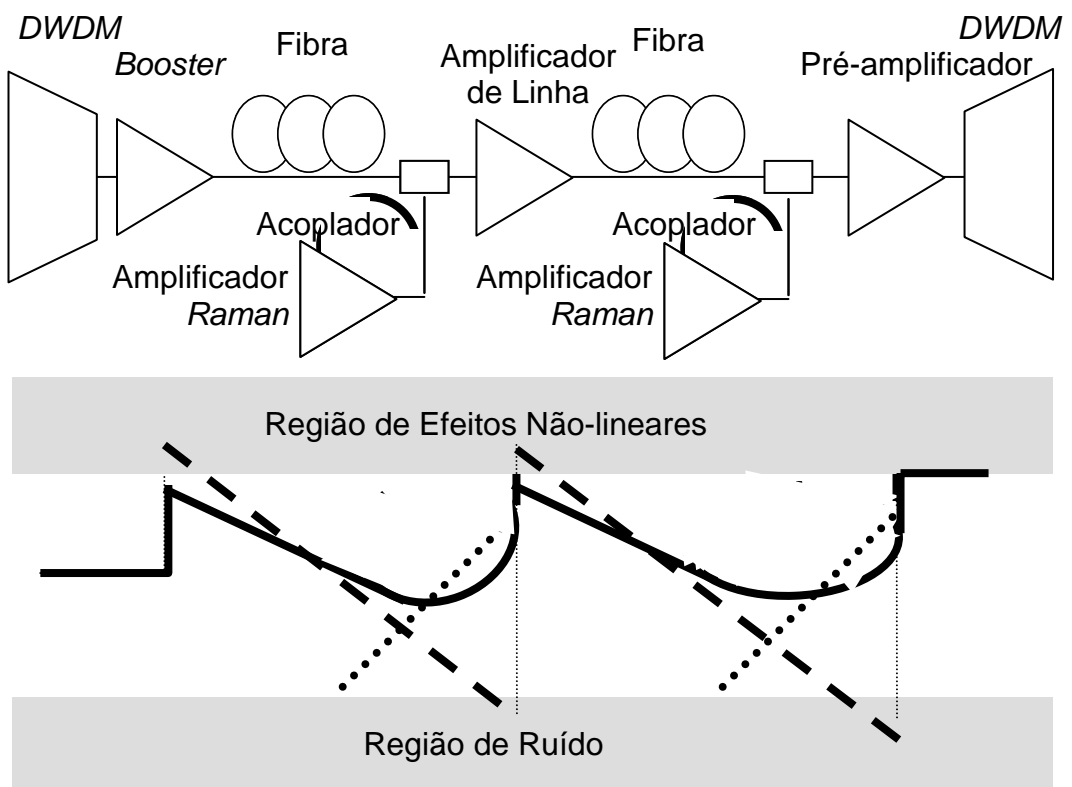 DWDM
Booster
Fibra
Amplificador
de Linha
Fibra
DWDM
Pré-amplificador
Acoplador
Amplificador
Raman
Acoplador
Amplificador
Raman
Região de Efeitos Não-lineares
Região de Ruído